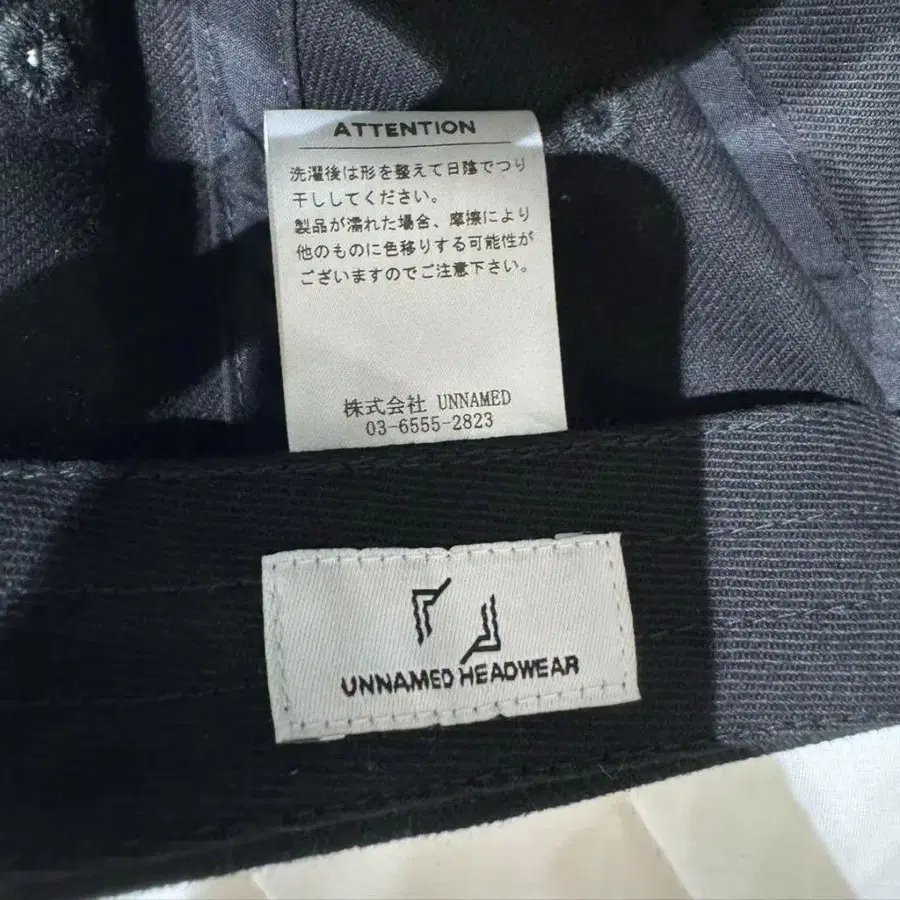 ATTENTION
洗濯後は形を整えて日陰でつり
干ししてください。
製品が濡れた場合、摩擦により
他のものに色移りする可能性が
ございますのでご注意下さい。
株式会社 UNNAMED
03-6555-2823
UNNAMED HEADWEAR